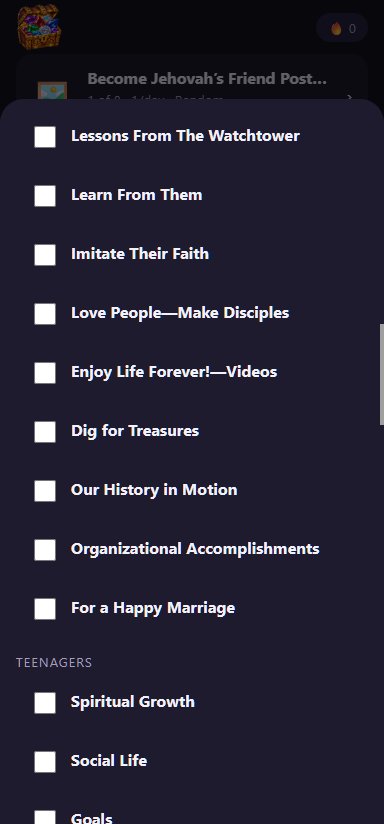 0
Become Jehovah's Friend Post...
Lessons From The Watchtower
Learn From Them
Imitate Their Faith
Love People—Make Disciples
Enjoy Life Forever!—Videos
Dig for Treasures
Our History in Motion
Organizational Accomplishments
For a Happy Marriage
TEENAGERS
Spiritual Growth
Social Life
Goals